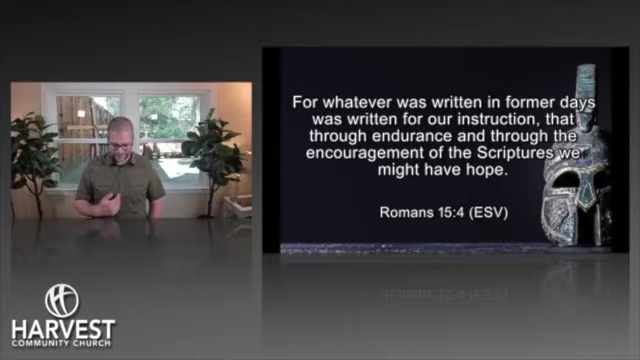 For whatever was written in former days
was written for our instruction, that
through endurance and through the
encouragement of the Scriptures we
might have hope.
Romans 15:4 (ESV)
HARVEST
COMMUNITY CHURCH